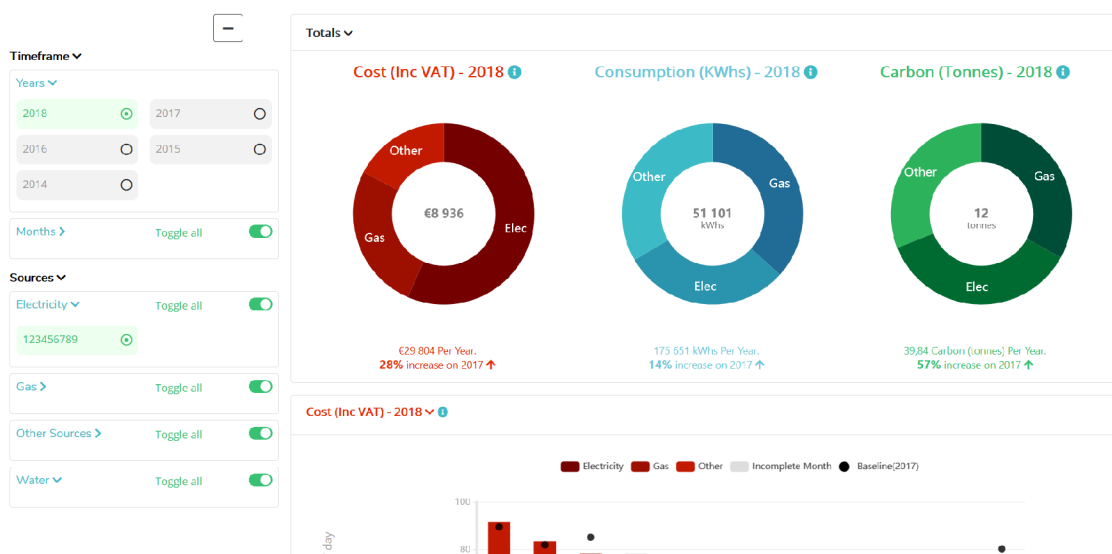 Timeframe
Years
2018
2017
2016
2015
2014
Months
Toggle all
Sources
Electricity
Toggle all
123456789
Gas
Toggle all
Other Sources
Toggle all
Water
Toggle all
Totals
Cost (Inc VAT) - 2018
Other
Gas
Elec
€8 936
€29 804 Per Year.
28% increase on 2017
Consumption (KWhs) - 2018
Other
Gas
Elec
51 101
kWhs
175 651 kWhs Per Year.
14% increase on 2017
Carbon (Tonnes) - 2018
Other
Gas
Elec
12
tonnes
39,84 Carbon (tonnes) Per Year.
57% increase on 2017
Cost (Inc VAT) - 2018
Electricity Gas Other Incomplete Month Baseline(2017)
100
80
day